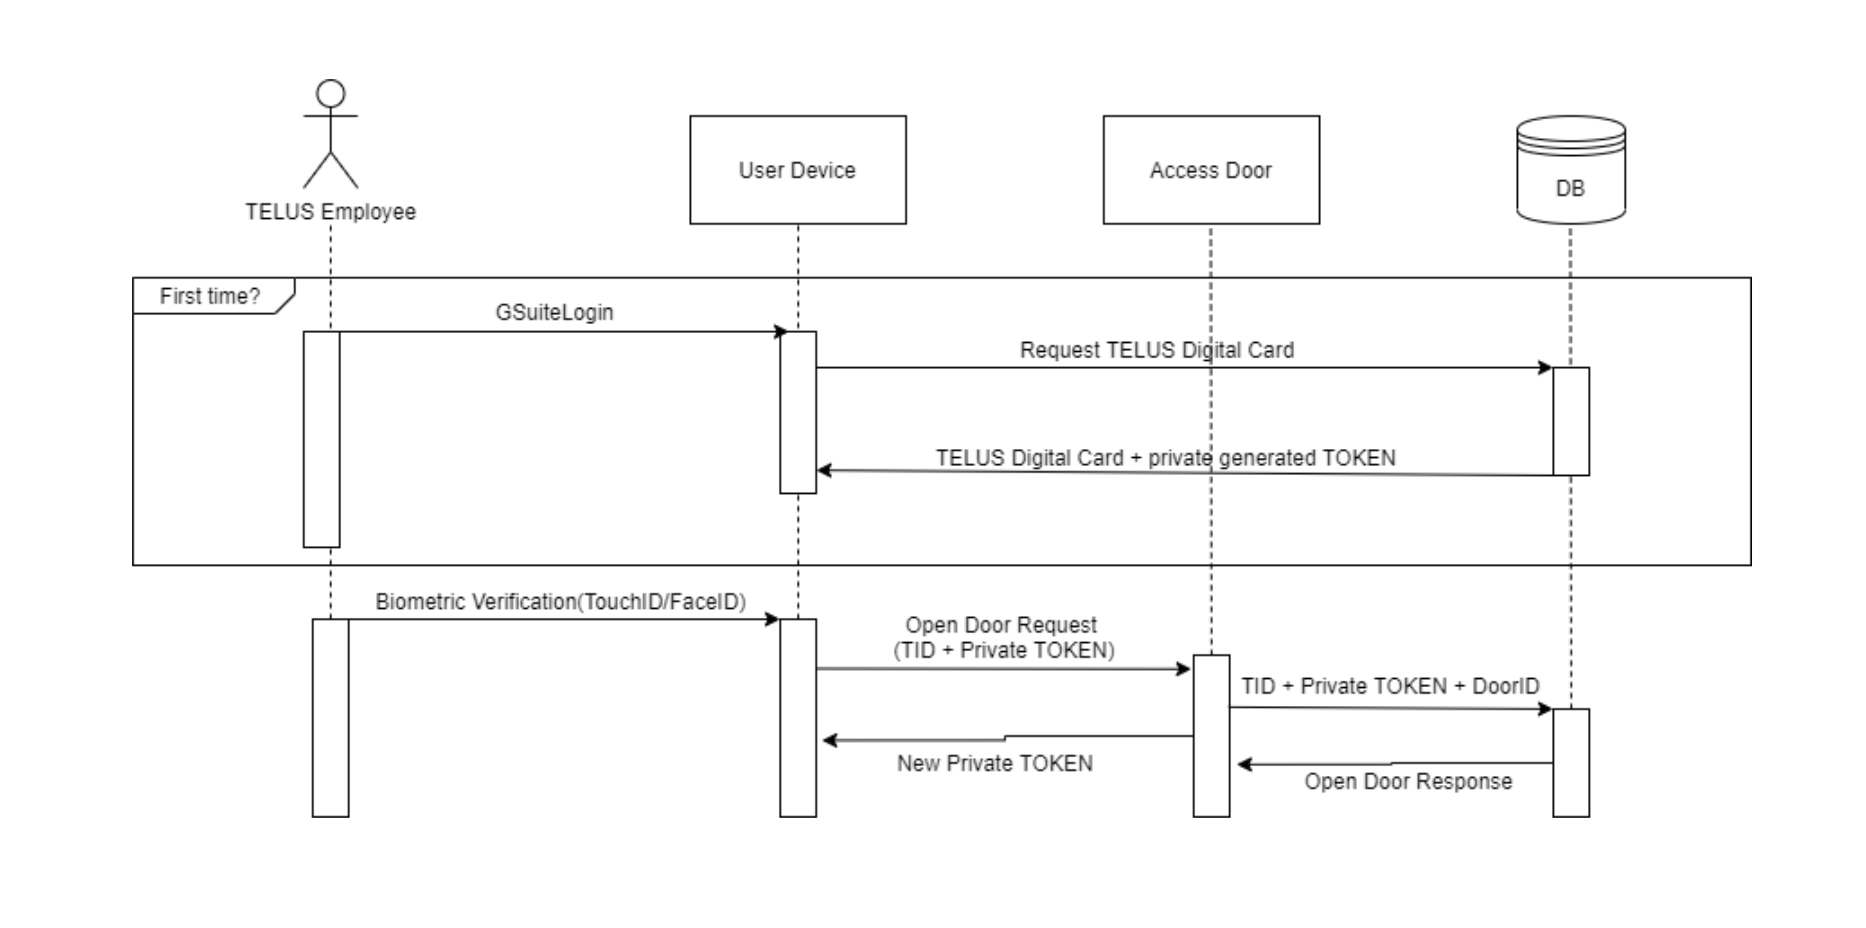 TELUS Employee
User Device
Access Door
DB
First time?
GSuiteLogin
Request TELUS Digital Card
TELUS Digital Card + private generated TOKEN
Biometric Verification(TouchID/FaceID)
Open Door Request
(TID + Private TOKEN)
TID + Private TOKEN + DoorID
New Private TOKEN
Open Door Response